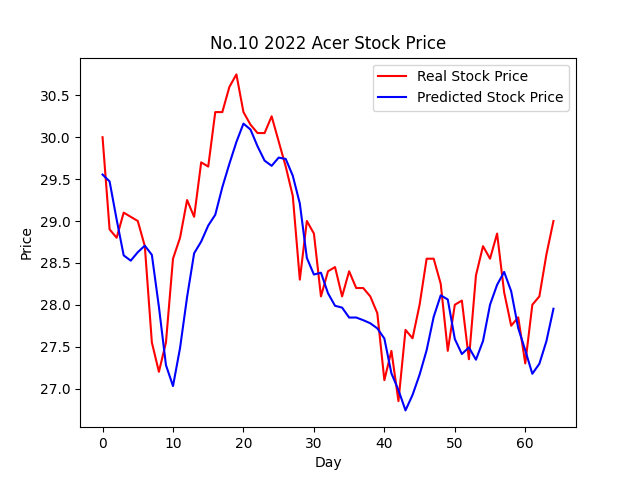 No.10 2022 Acer Stock Price
Real Stock Price
Predicted Stock Price
30.5
30.0
29.5
29.0
28.5
28.0
27.5
27.0
Price
0 10 20 30 40 50 60
Day